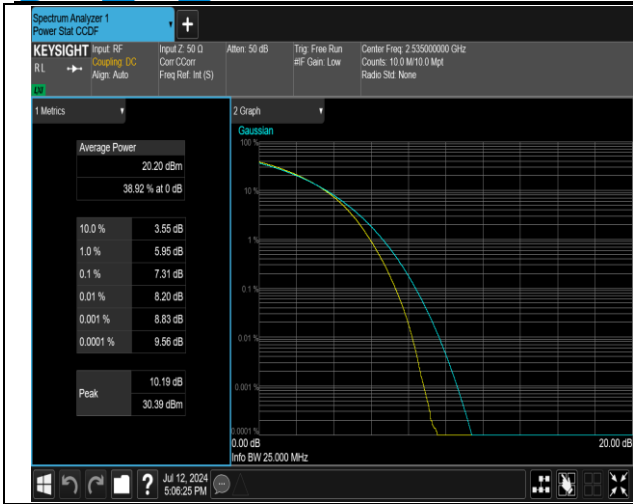 Spectrum Analyzer 1
Power Stat CCDF
+
KEYSIGHT
RL
LXI
Input: RF
Coupling: DC
Align: Auto
Input Z: 50 Ω
Corr CCorr
Freq Ref: Int (S)
Atten: 50 dB
Trig: Free Run
#IF Gain: Low
Center Freq: 2.535000000 GHz
Counts: 10.0 M/10.0 Mpt
Radio Std: None
1 Metrics
Average Power
20.20 dBm
38.92 % at 0 dB
10.0 % 3.55 dB
1.0 % 5.95 dB
0.1 % 7.31 dB
0.01 % 8.20 dB
0.001 % 8.83 dB
0.0001 % 9.56 dB
Peak
10.19 dB
30.39 dBm
2 Graph
Gaussian
100 %
10 %
1 %
0.1 %
0.01 %
0.001 %
0.0001 %
0.00 dB
20.00 dB
Info BW 25.000 MHz
?
Jul 12, 2024
5:06:25 PM